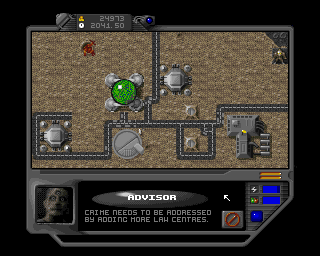 24973
2041.50
ADVISOR
CRIME NEEDS TO BE ADDRESSED
BY ADDING MORE LAW CENTRES.